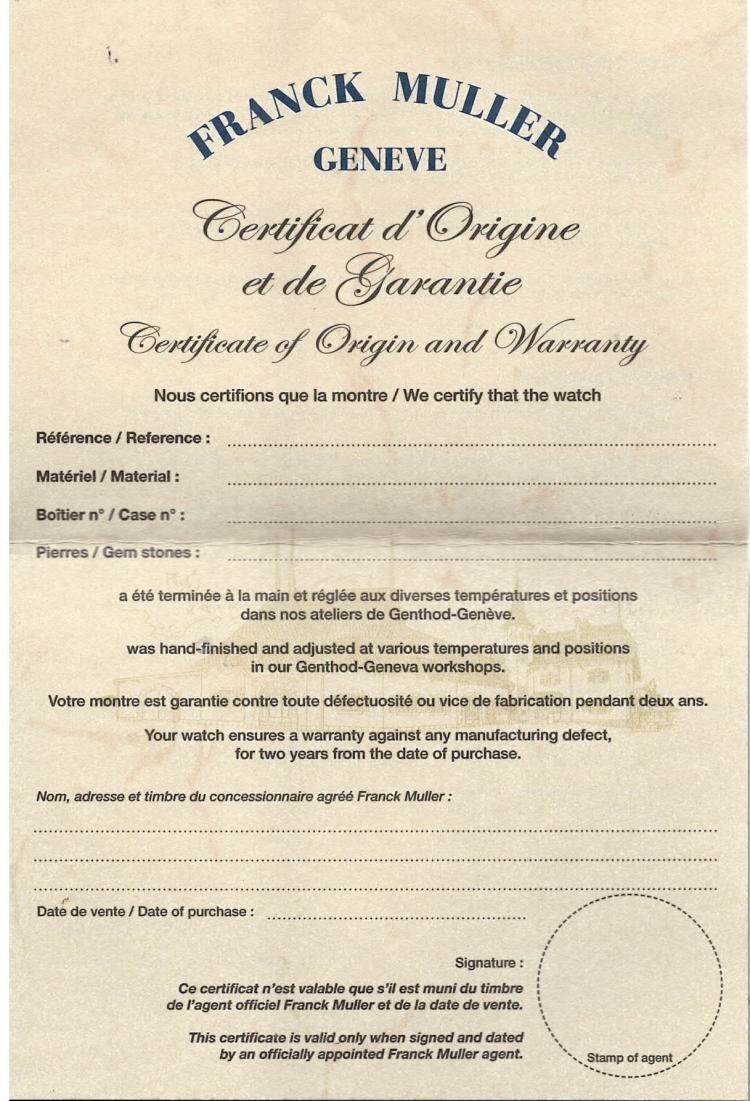 FRANCK MULLER
GENEVE
Certificat d'Origine
et de Garantie
Certificate of Origin and Warranty
Nous certifions que la montre / We certify that the watch
Référence / Reference :
Matériel / Material :
Boîtier n° / Case n° :
Pierres / Gem stones :
a été terminée à la main et réglée aux diverses températures et positions
dans nos ateliers de Genthod-Genève.
was hand-finished and adjusted at various temperatures and positions
in our Genthod-Geneva workshops.
Votre montre est garantie contre toute défectuosité ou vice de fabrication pendant deux ans.
Your watch ensures a warranty against any manufacturing defect,
for two years from the date of purchase.
Nom, adresse et timbre du concessionnaire agréé Franck Muller :
Date de vente / Date of purchase :
Signature :
Ce certificat n'est valable que s'il est muni du timbre
de l'agent officiel Franck Muller et de la date de vente.
This certificate is valid only when signed and dated
by an officially appointed Franck Muller agent.
Stamp of agent